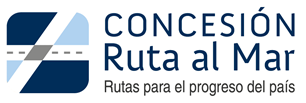 CONCESIÓN
Ruta al Mar
Rutas para el progreso del país